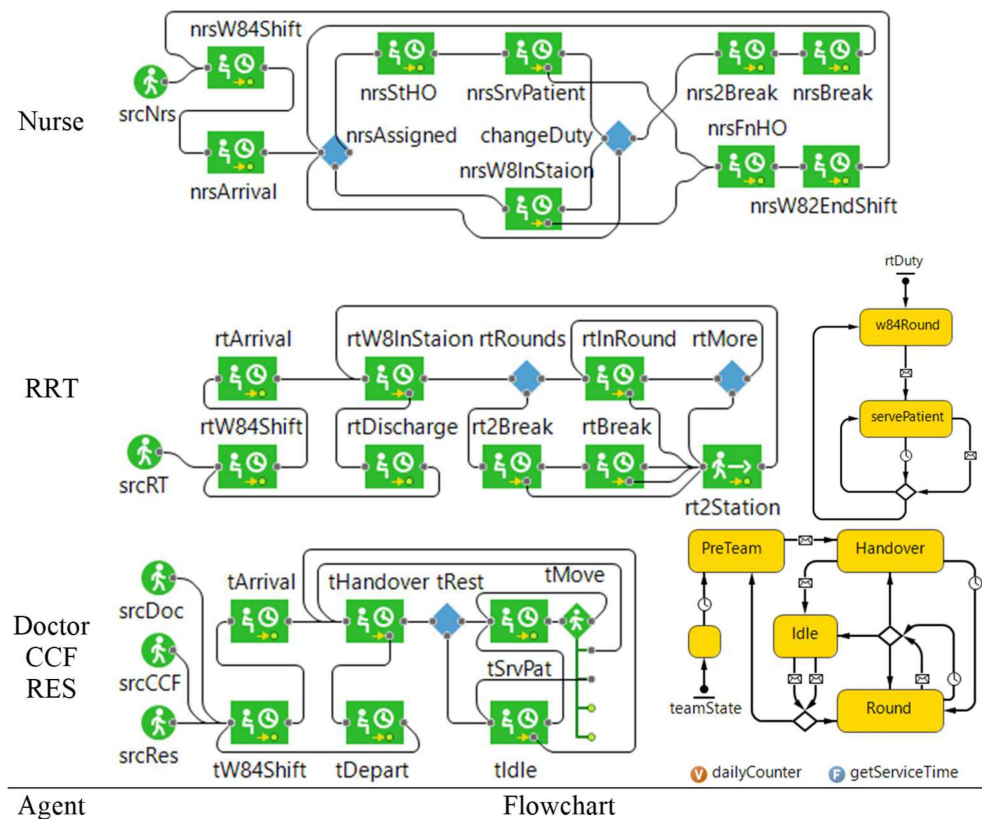 nrsW84Shift
srcNrs
nrsStHO
nrsSrvPatient
nrs2Break
nrsBreak
Nurse
nrsAssigned
changeDuty
nrsFnHO
nrsW8InStaion
nrsArrival
nrsW82EndShift
rtDuty
w84Round
servePatient
rtArrival
rtW8InStaion
rtRounds
rtInRound
rtMore
RRT
rtW84Shift
rtDischarge
rt2Break
rtBreak
srcRT
rt2Station
PreTeam
Handover
Idle
Round
teamState
tArrival
tHandover
tRest
tMove
srcDoc
Doctor
CCF
RES
srcCCF
tSrvPat
srcRes
tW84Shift
tDepart
tIdle
V dailyCounter
F getServiceTime
Agent
Flowchart